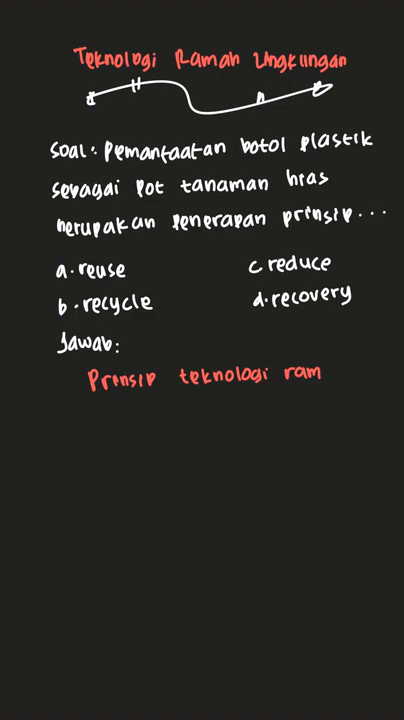 Teknologi Ramah Lingkungan
Soal: Pemanfaatan botol plastik
sebagai pot tanaman hias
merupakan penerapan prinsip...
a. reuse
c. reduce
b. recycle
d. recovery
Jawab:
Prinsip teknologi ram